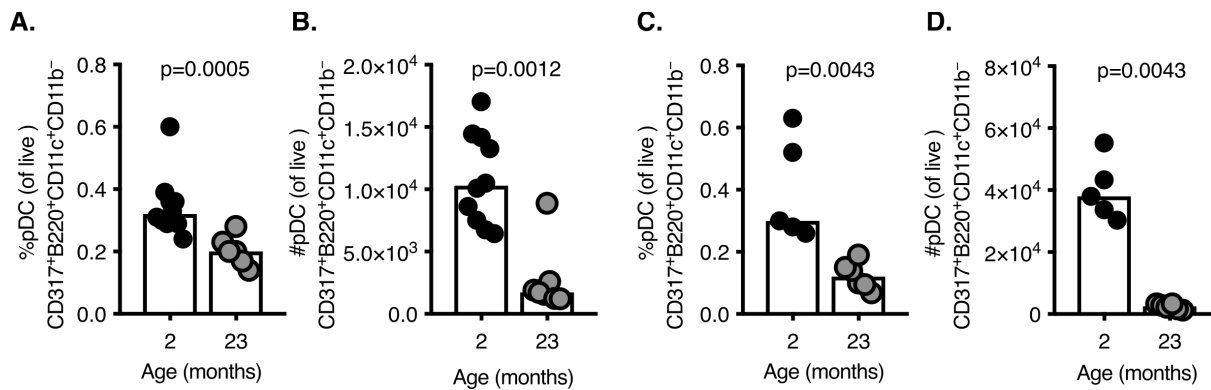 A.
%pDC (of live )
CD317⁺B220⁺CD11c⁺CD11b⁻
0.8
0.6
0.4
0.2
0.0
p=0.0005
2
23
Age (months)
B.
#pDC (of live )
CD317⁺B220⁺CD11c⁺CD11b⁻
2.0×10⁴
1.5×10⁴
1.0×10⁴
5.0×10³
0.0
p=0.0012
2
23
Age (months)
C.
%pDC (of live )
CD317⁺B220⁺CD11c⁺CD11b⁻
0.8
0.6
0.4
0.2
0.0
p=0.0043
2
23
Age (months)
D.
#pDC (of live )
CD317⁺B220⁺CD11c⁺CD11b⁻
8×10⁴
6×10⁴
4×10⁴
2×10⁴
0
p=0.0043
2
23
Age (months)